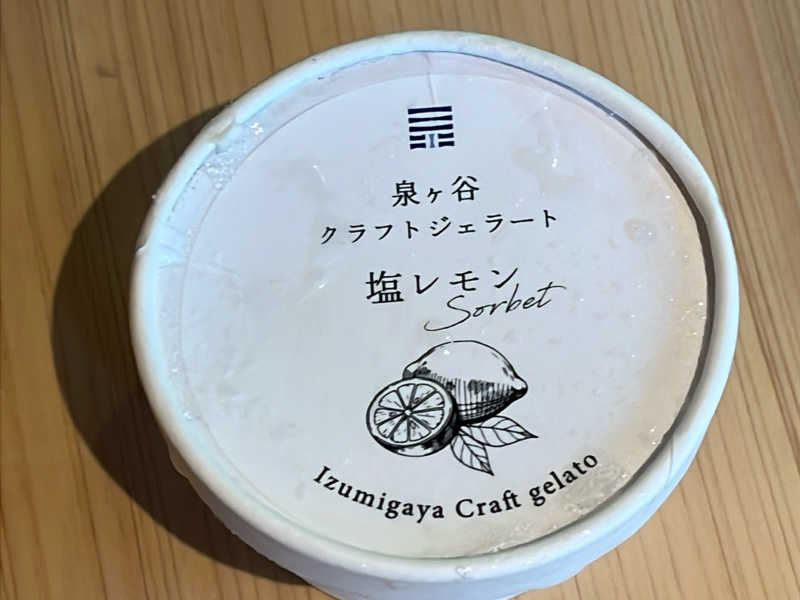 泉ヶ谷
クラフトジェラート
塩レモン
Sorbet
Izumigaya Craft gelato